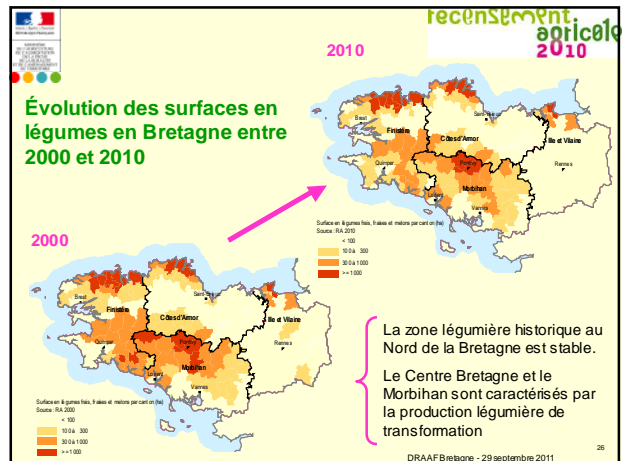 recensement
agricole
2010
2010
Évolution des surfaces en
légumes en Bretagne entre
2000 et 2010
Brest
Saint-Brieuc
Finistère
Côtes d'Armor
Ille et Vilaine
Quimper
Pontivy
Rennes
Morbihan
Lorient
Vannes
Surface en légumes frais, fraises et melons par canton (ha)
Source : RA 2010
< 100
100 à 300
300 à 1 000
>= 1 000
2000
Brest
Saint-Brieuc
Finistère
Côtes d'Armor
Ille et Vilaine
Quimper
Pontivy
Rennes
Morbihan
Lorient
Vannes
Surface en légumes frais, fraises et melons par canton (ha)
Source : RA 2000
< 100
100 à 300
300 à 1 000
>= 1 000
La zone légumière historique au
Nord de la Bretagne est stable.
Le Centre Bretagne et le
Morbihan sont caractérisés par
la production légumière de
transformation
26
DRAAF Bretagne - 29 septembre 2011